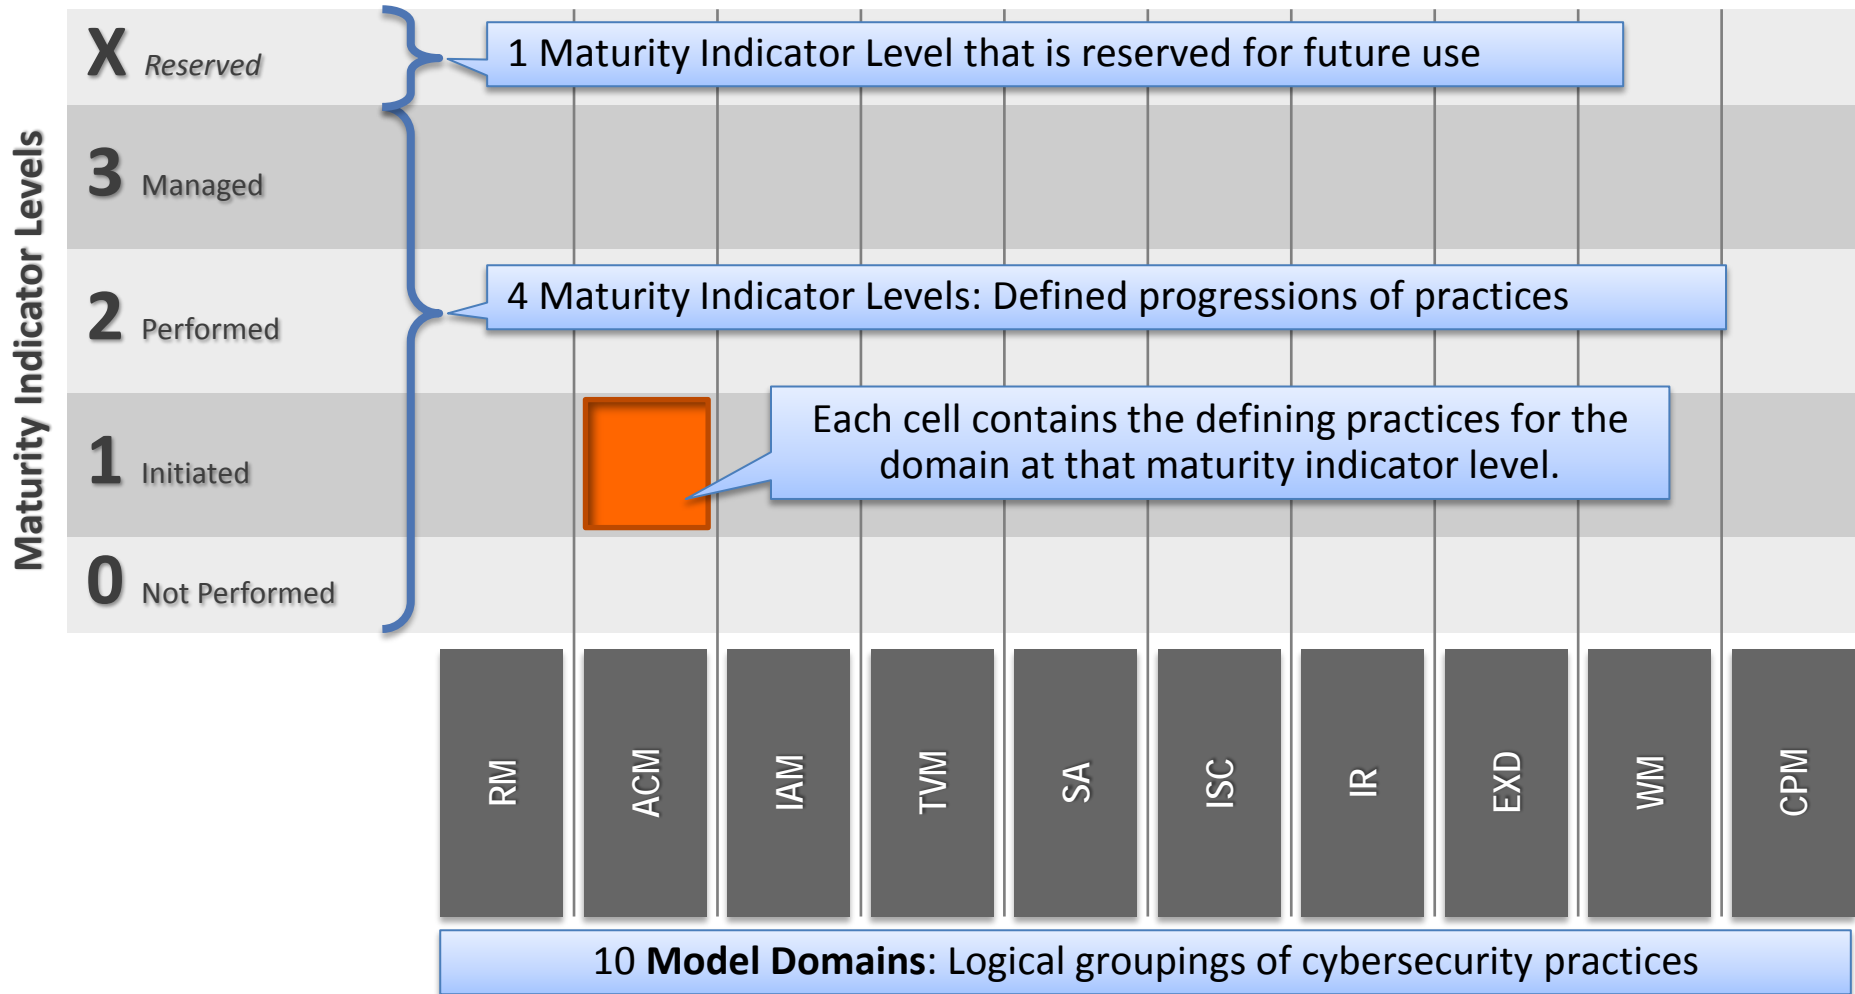 Maturity Indicator Levels
X Reserved
1 Maturity Indicator Level that is reserved for future use
3 Managed
2 Performed
4 Maturity Indicator Levels: Defined progressions of practices
1 Initiated
Each cell contains the defining practices for the
domain at that maturity indicator level.
0 Not Performed
RM
ACM
IAM
TVM
SA
ISC
IR
EXD
WM
CPM
10 Model Domains: Logical groupings of cybersecurity practices